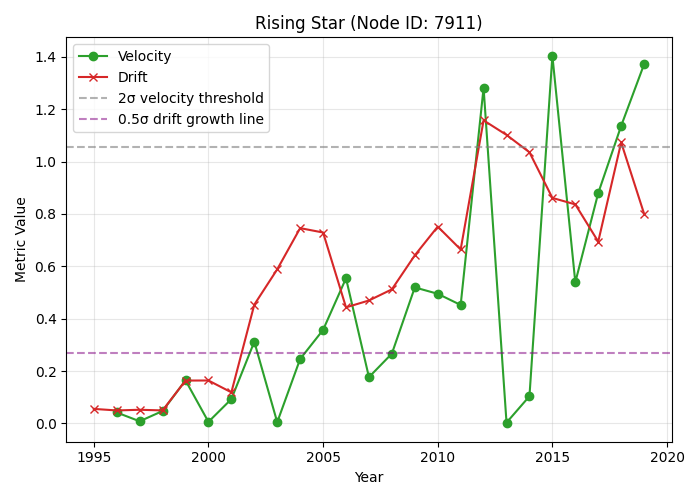 Rising Star (Node ID: 7911)
Velocity
Drift
2σ velocity threshold
0.5σ drift growth line
Metric Value
1.4
1.2
1.0
0.8
0.6
0.4
0.2
0.0
1995 2000 2005 2010 2015 2020
Year